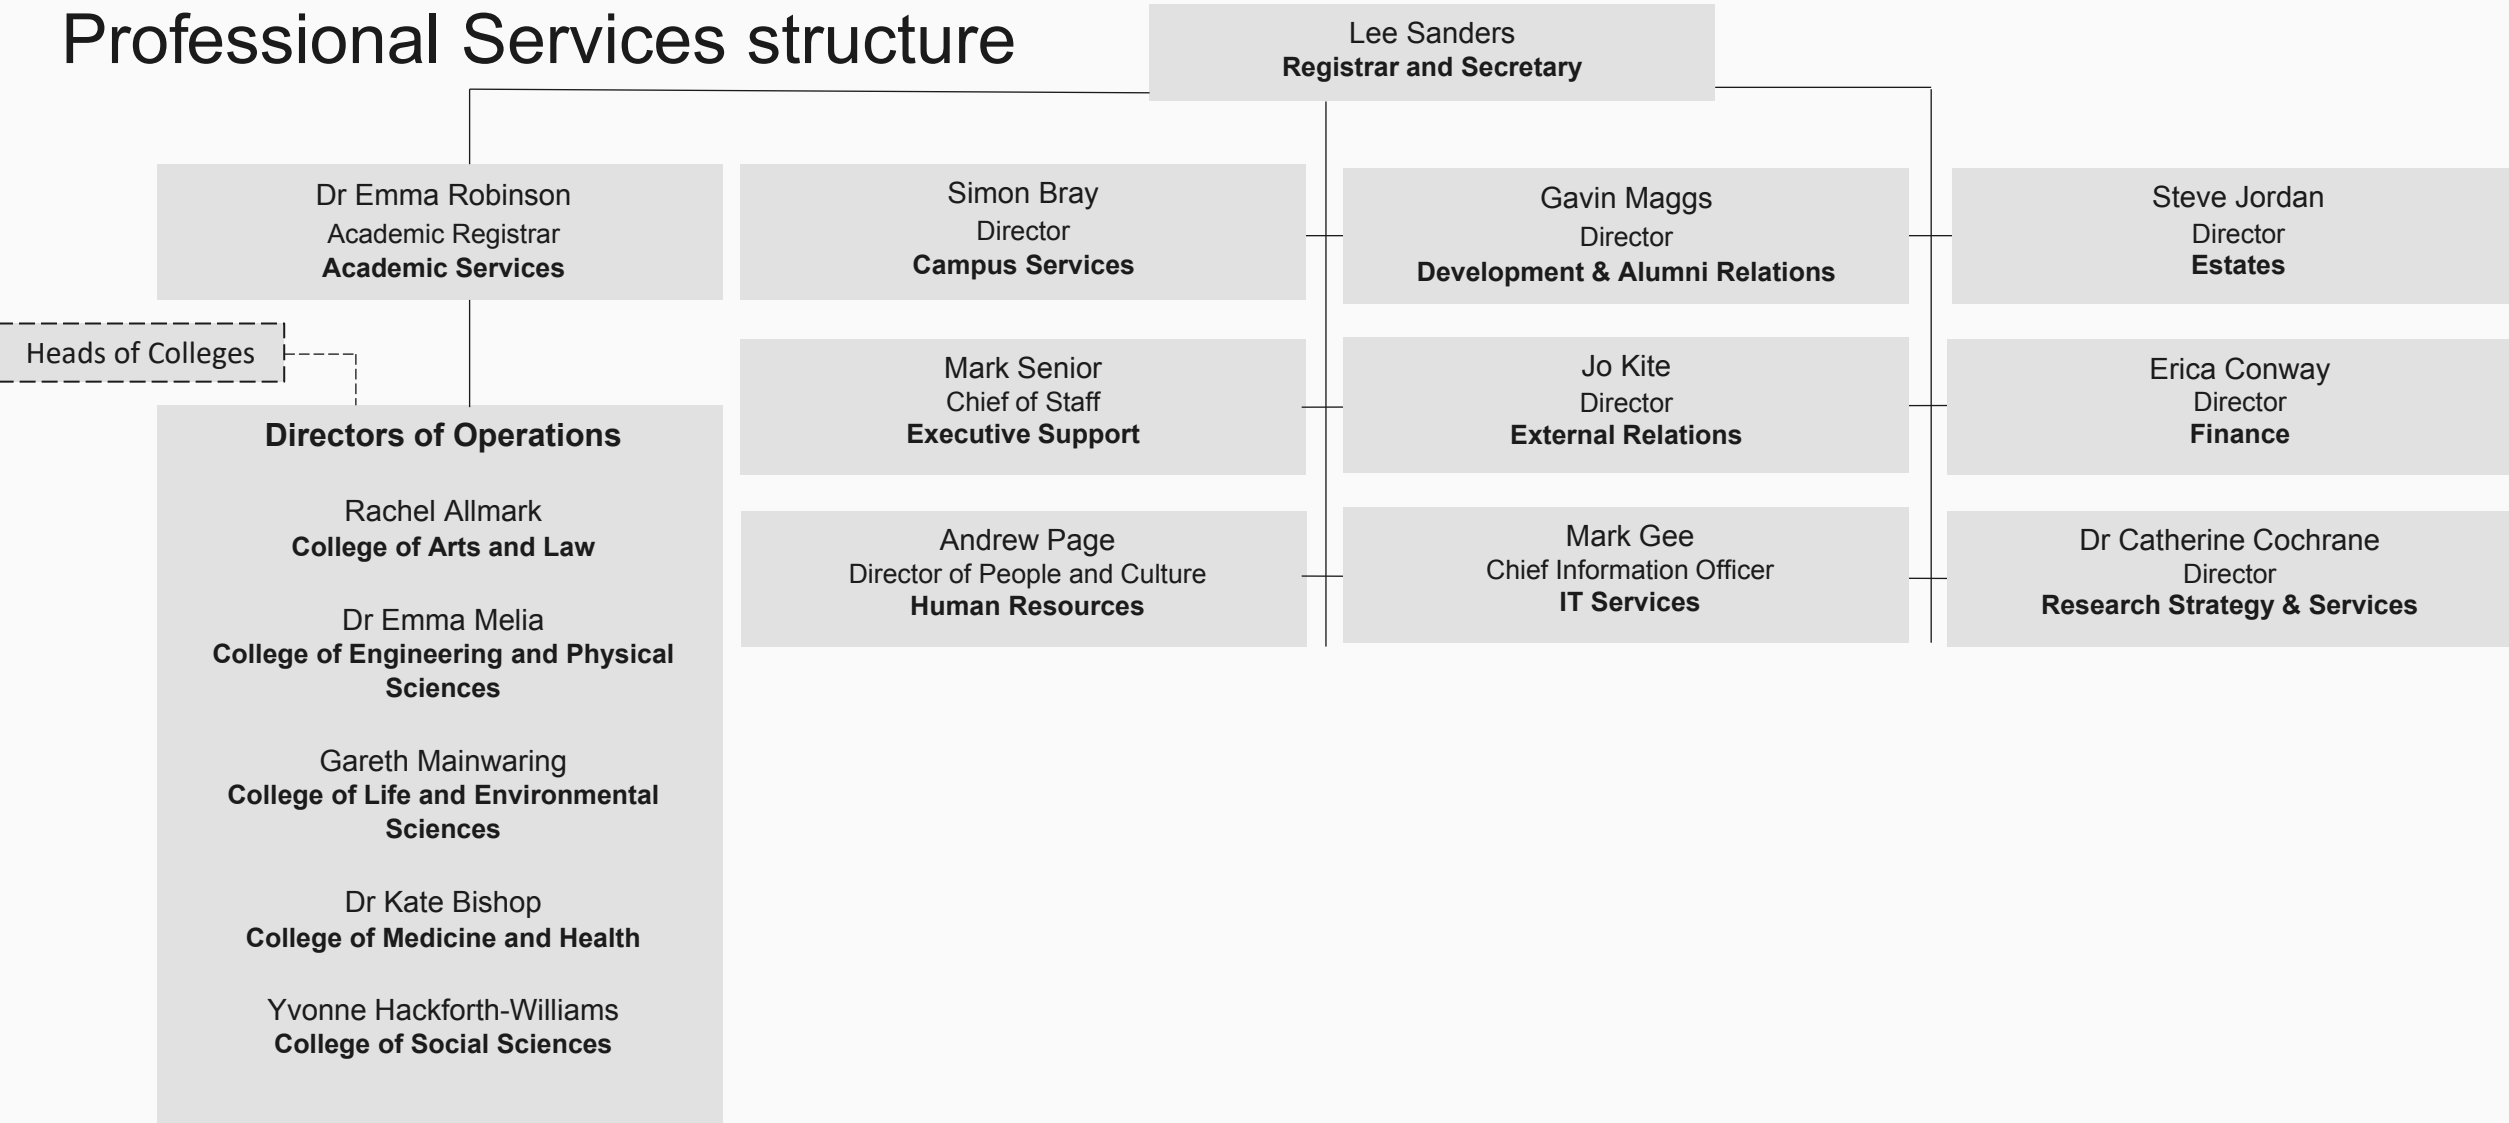 Professional Services structure
Lee Sanders
Registrar and Secretary
Dr Emma Robinson
Academic Registrar
Academic Services
Simon Bray
Director
Campus Services
Gavin Maggs
Director
Development & Alumni Relations
Steve Jordan
Director
Estates
Heads of Colleges
Mark Senior
Chief of Staff
Executive Support
Jo Kite
Director
External Relations
Erica Conway
Director
Finance
Andrew Page
Director of People and Culture
Human Resources
Mark Gee
Chief Information Officer
IT Services
Dr Catherine Cochrane
Director
Research Strategy & Services
Directors of Operations
Rachel Allmark
College of Arts and Law
Dr Emma Melia
College of Engineering and Physical
Sciences
Gareth Mainwaring
College of Life and Environmental
Sciences
Dr Kate Bishop
College of Medicine and Health
Yvonne Hackforth-Williams
College of Social Sciences